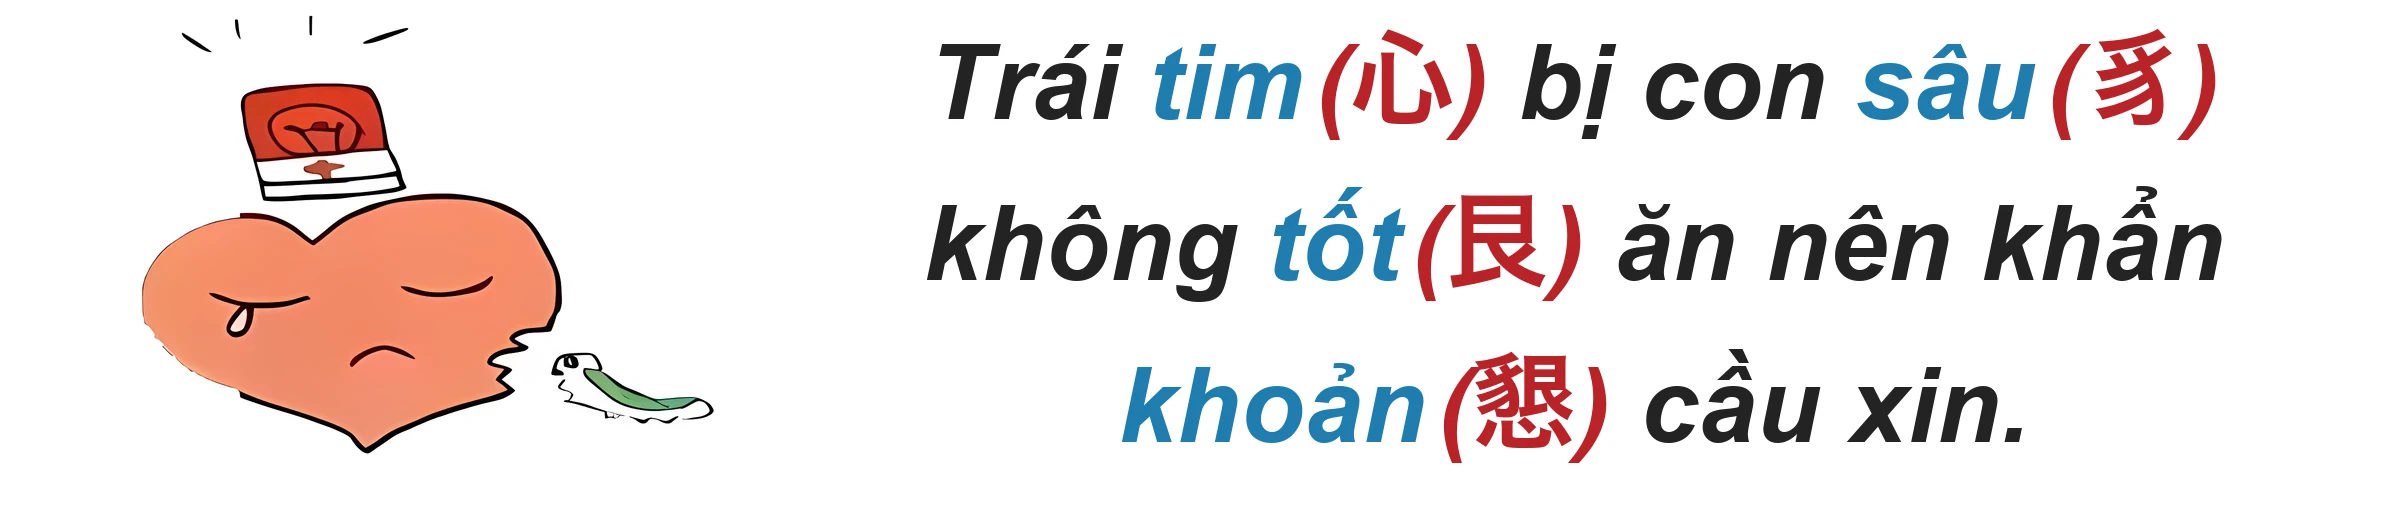 Trái tim(心) bị con sâu(豸)
không tốt(艮) ăn nên khẩn
khoản(懇) cầu xin.